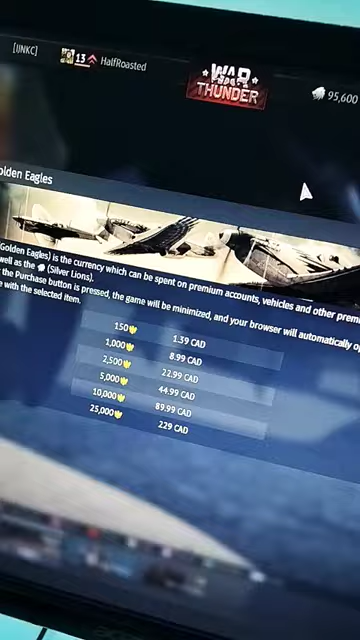 [IJNKC]
13 HalfRoasted
WAR
THUNDER
95,600
olden Eagles
Golden Eagles) is the currency which can be spent on premium accounts, vehicles and other prem
well as the (Silver Lions).
the Purchase button is pressed, the game will be minimized, and your browser will automatically o
e with the selected item.
150 1.39 CAD
1,000 8.99 CAD
2,500 22.99 CAD
5,000 44.99 CAD
10,000 89.99 CAD
25,000 229 CAD